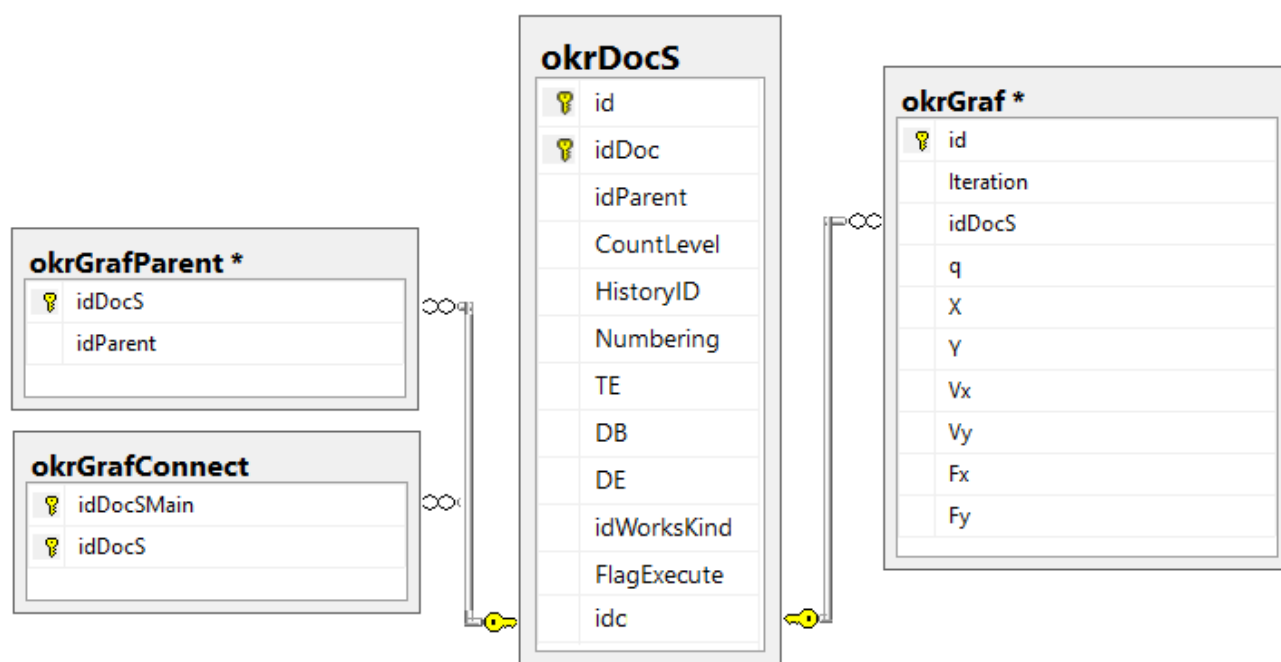 okrGrafParent *
idDocS
idParent
okrGrafConnect
idDocSMain
idDocS
okrDocS
id
idDoc
idParent
CountLevel
HistoryID
Numbering
TE
DB
DE
idWorksKind
FlagExecute
idc
okrGraf *
id
Iteration
idDocS
q
X
Y
Vx
Vy
Fx
Fy